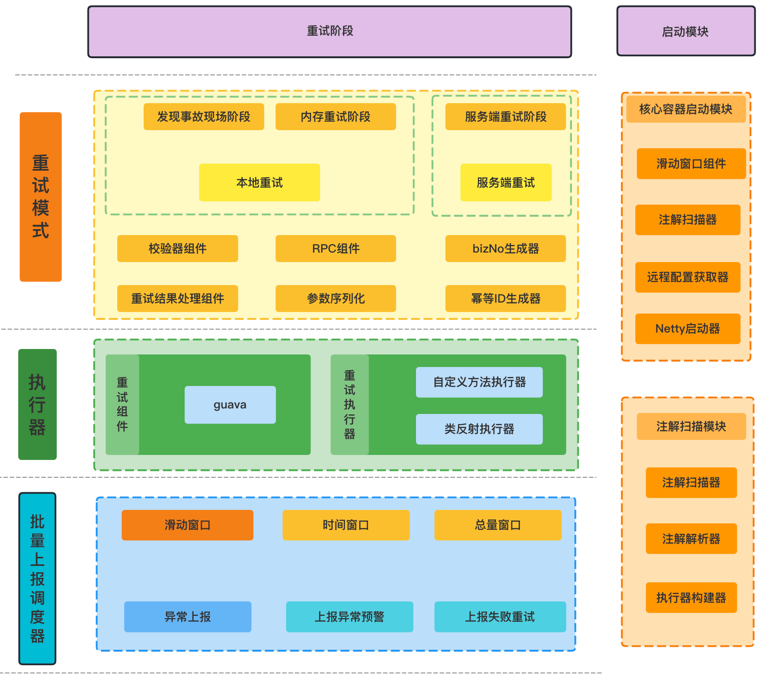 重试阶段
启动模块
重试模式
发现事故现场阶段
内存重试阶段
服务端重试阶段
本地重试
服务端重试
校验器组件
RPC组件
bizNo生成器
重试结果处理组件
参数序列化
幂等ID生成器
执行器
重试组件
guava
重试执行器
自定义方法执行器
类反射执行器
批量上报调度器
滑动窗口
时间窗口
总量窗口
异常上报
上报异常预警
上报失败重试
核心容器启动模块
滑动窗口组件
注解扫描器
远程配置获取器
Netty启动器
注解扫描模块
注解扫描器
注解解析器
执行器构建器